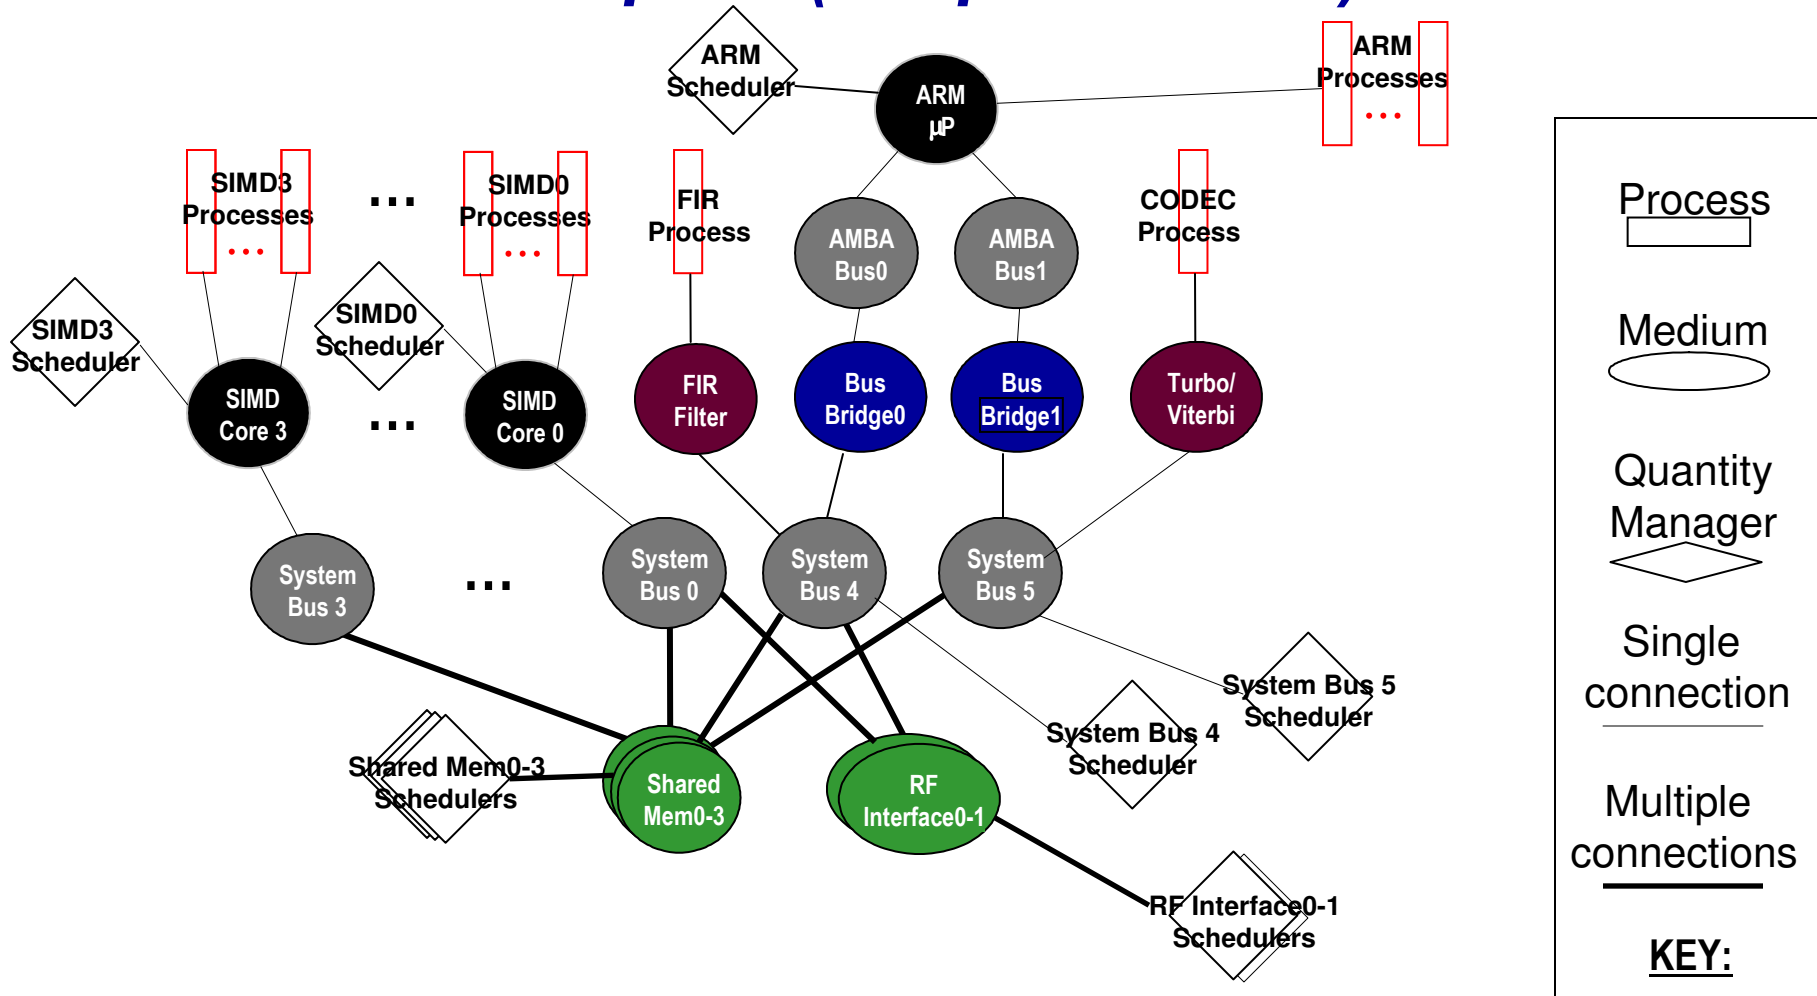 ARM
Scheduler
ARM
μP
ARM
Processes
...
SIMD3
Processes
...
...
SIMD0
Processes
...
FIR
Process
AMBA
Bus0
AMBA
Bus1
CODEC
Process
SIMD3
Scheduler
SIMD0
Scheduler
SIMD
Core 3
...
SIMD
Core 0
FIR
Filter
Bus
Bridge0
Bus
Bridge1
Turbo/
Viterbi
System
Bus 3
...
System
Bus 0
System
Bus 4
System
Bus 5
System Bus 5
Scheduler
System Bus 4
Scheduler
Shared Mem0-3
Schedulers
Shared
Mem0-3
RF
Interface0-1
RF Interface0-1
Schedulers
Process
Medium
Quantity
Manager
Single
connection
Multiple
connections
KEY: